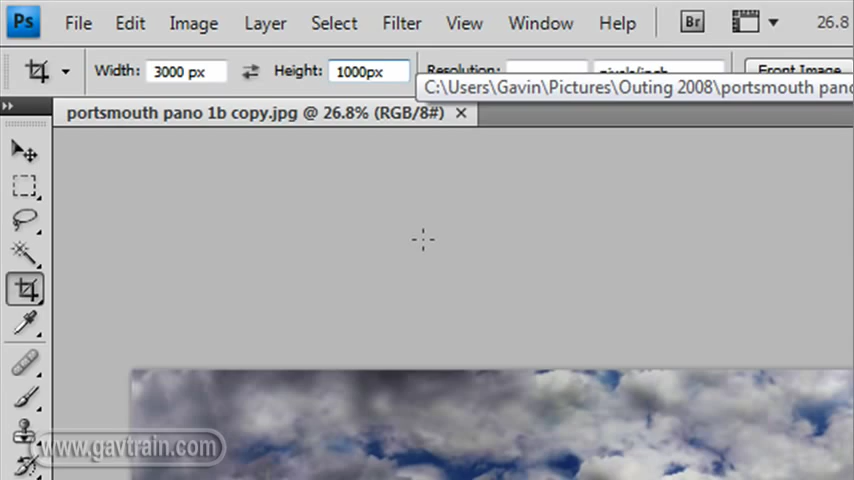 Ps File Edit Image Layer Select Filter View Window Help Br 26.8
Width: 3000 px Height: 1000px Resolution: pixels/inch Front Image
C:\Users\Gavin\Pictures\Outing 2008\portsmouth pano
portsmouth pano 1b copy.jpg @ 26.8% (RGB/8#)
www.gavtrain.com